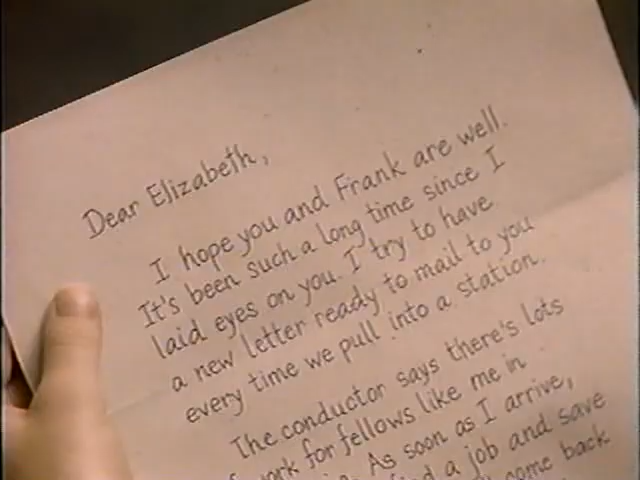 Dear Elizabeth,
I hope you and Frank are well.
It's been such a long time since I
laid eyes on you. I try to have
a new letter ready to mail to you
every time we pull into a station.
The conductor says there's lots
work for fellows like me in
As soon as I arrive,
a job and save
come back